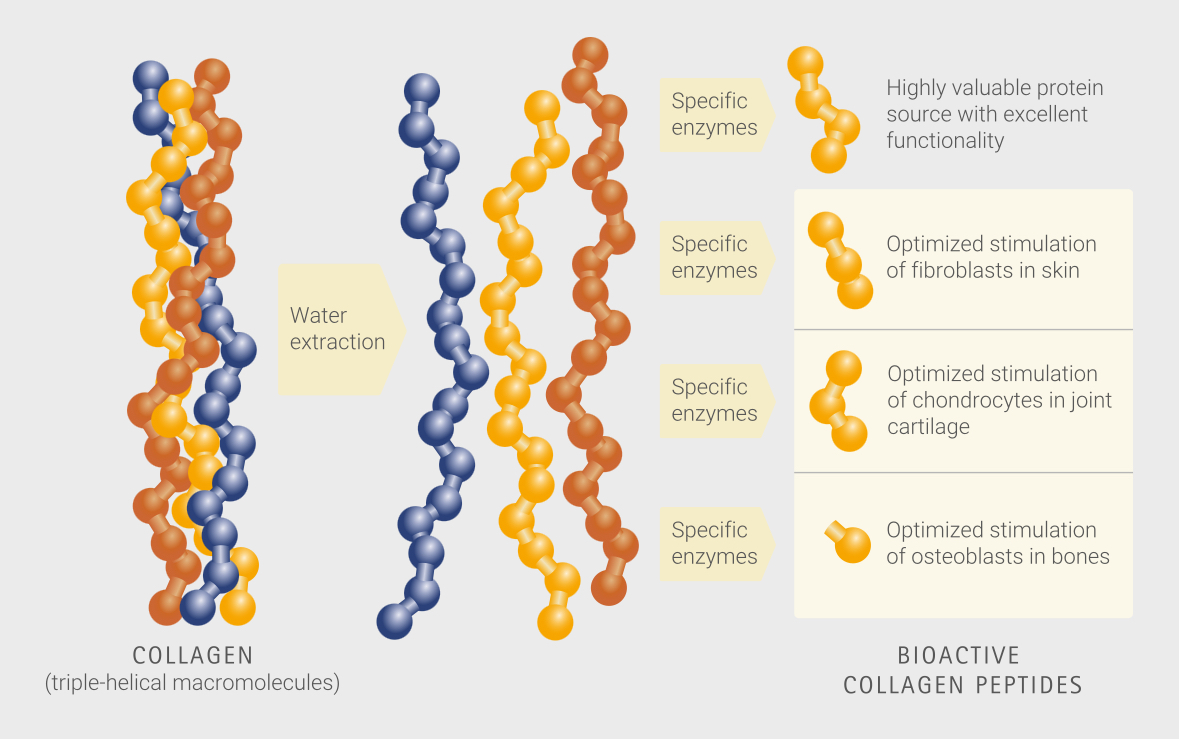 Specific
enzymes
Highly valuable protein
source with excellent
functionality
Specific
enzymes
Optimized stimulation
of fibroblasts in skin
Water
extraction
Specific
enzymes
Optimized stimulation
of chondrocytes in joint
cartilage
Specific
enzymes
Optimized stimulation
of osteoblasts in bones
COLLAGEN
(triple-helical macromolecules)
BIOACTIVE
COLLAGEN PEPTIDES